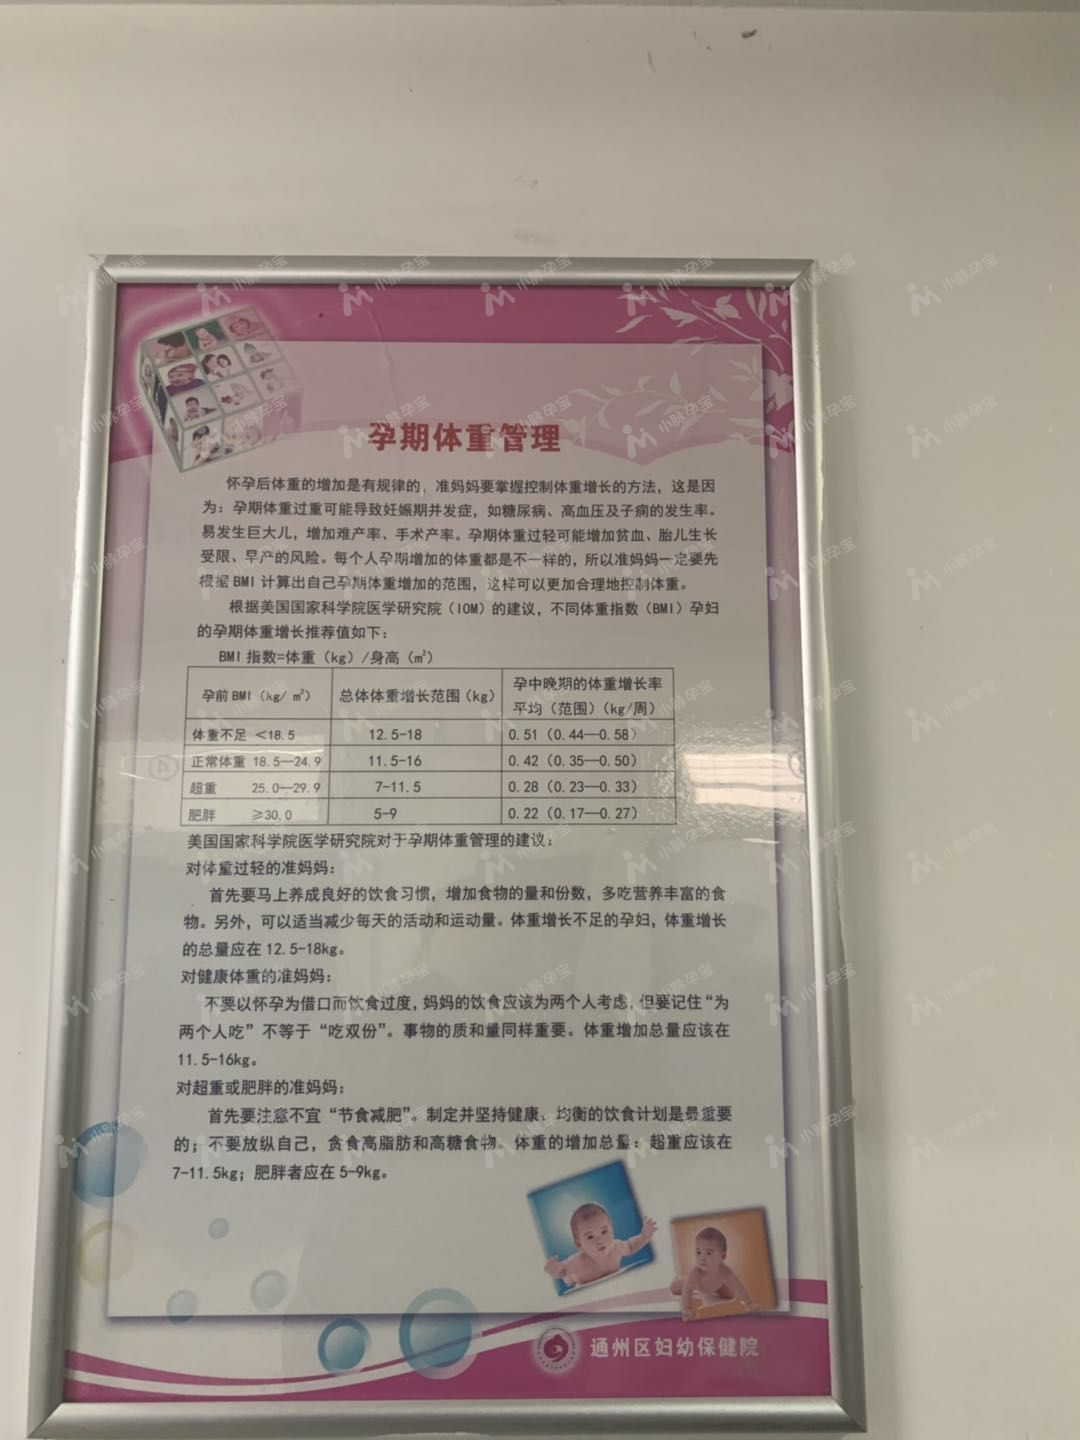 孕期体重管理
怀孕后体重的增加是有规律的，准妈妈要掌握控制体重增长的方法，这是因
为：孕期体重过重可能导致妊娠期并发症，如糖尿病、高血压及子痫的发生率。
易发生巨大儿，增加难产率、手术产率。孕期体重过轻可能增加贫血、胎儿生长
受限、早产的风险。每个人孕期增加的体重都是不一样的，所以准妈妈一定要先
根据BMI计算出自己孕期体重增加的范围，这样可以更加合理地控制体重。
根据美国国家科学院医学研究院（IOM）的建议，不同体重指数（BMI）孕妇
的孕期体重增长推荐值如下：
BMI指数=体重（kg）/身高（㎡）
孕前BMI（kg/㎡） 总体体重增长范围（kg） 孕中晚期的体重增长率
平均（范围）（kg/周）
体重不足 ＜18.5 12.5-18 0.51（0.44—0.58）
正常体重 18.5—24.9 11.5-16 0.42（0.35—0.50）
超重 25.0—29.9 7-11.5 0.28（0.23—0.33）
肥胖 ≥30.0 5-9 0.22（0.17—0.27）
美国国家科学院医学研究院对于孕期体重管理的建议：
对体重过轻的准妈妈：
首先要马上养成良好的饮食习惯，增加食物的量和份数，多吃营养丰富的食
物。另外，可以适当减少每天的活动和运动量。体重增长不足的孕妇，体重增长
的总量应在12.5-18kg。
对健康体重的准妈妈：
不要以怀孕为借口而饮食过度，妈妈的饮食应该为两个人考虑，但要记住“为
两个人吃”不等于“吃双份”。事物的质和量同样重要。体重增加总量应该在
11.5-16kg。
对超重或肥胖的准妈妈：
首先要注意不宜“节食减肥”。制定并坚持健康、均衡的饮食计划是最重要
的；不要放纵自己，贪食高脂肪和高糖食物。体重的增加总量：超重应该在
7-11.5kg；肥胖者应在5-9kg。
通州区妇幼保健院
小脉孕宝